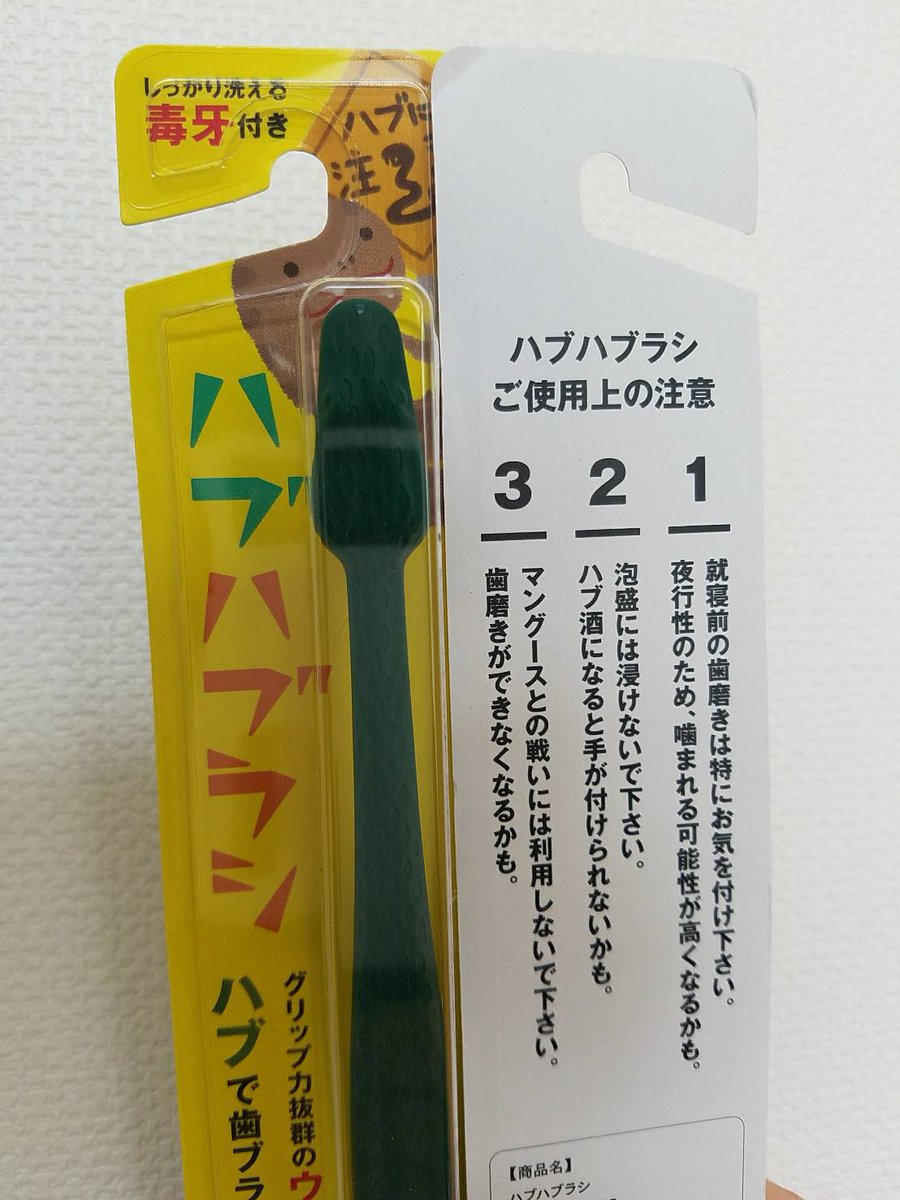 しっかり洗える
毒牙付き
ハブに
注
ハブハブラシ
グリップ力抜群のウ
ハブで歯ブラ
ハブハブラシ
ご使用上の注意
1
就寝前の歯磨きは特にお気を付け下さい。
夜行性のため、噛まれる可能性が高くなるかも。
2
泡盛には浸けないで下さい。
ハブ酒になると手が付けられないかも。
3
マングースとの戦いには利用しないで下さい。
歯磨きができなくなるかも。
【商品名】
ハブハブラシ